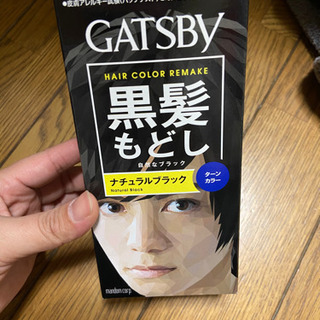 GATSBY
HAIR COLOR REMAKE
黒髪
もどし
自然なブラック
ナチュラルブラック
Natural Black
ターン
カラー
mandom corp